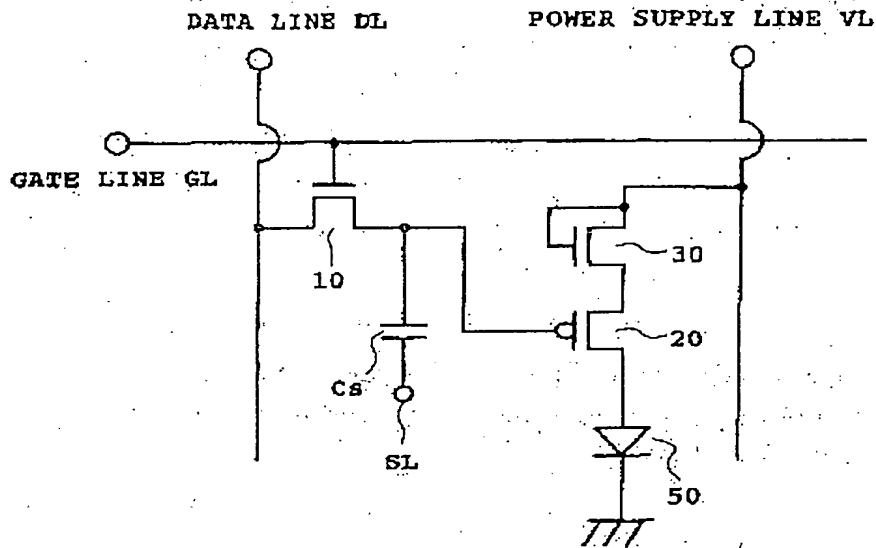 DATA LINE DL
POWER SUPPLY LINE VL
GATE LINE GL
10
30
20
Cs
SL
50